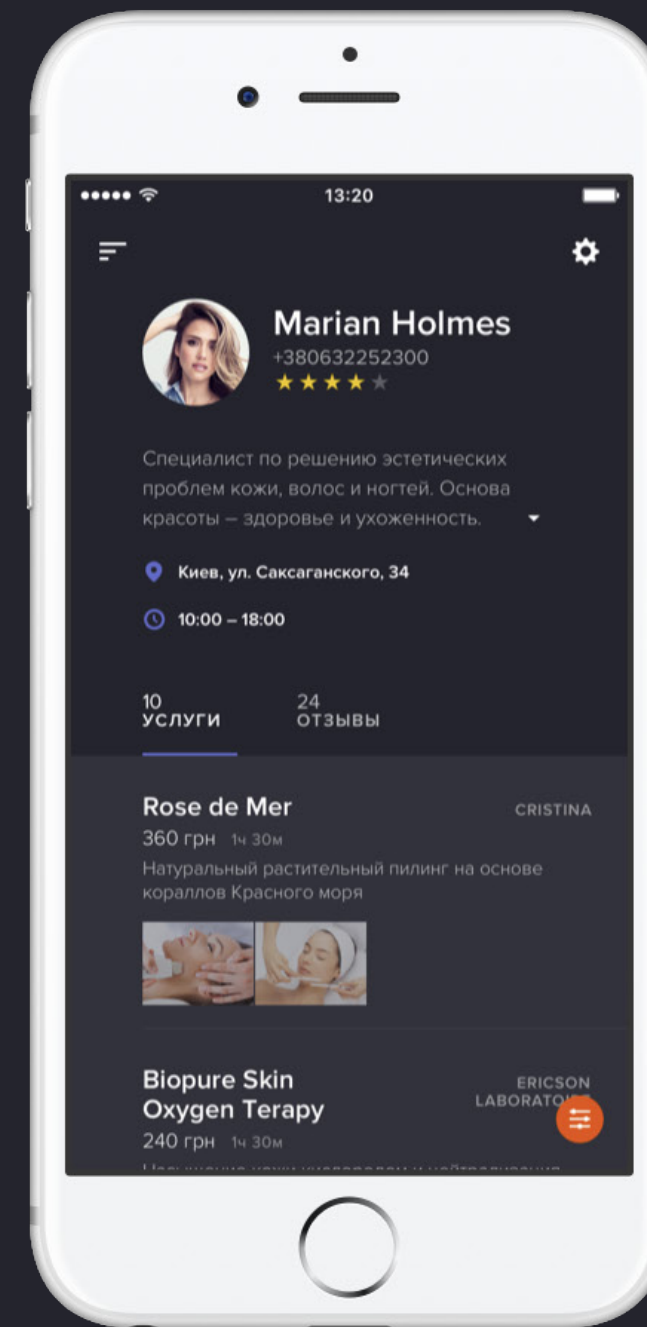 13:20
Marian Holmes
+380632252300
Специалист по решению эстетических
проблем кожи, волос и ногтей. Основа
красоты – здоровье и ухоженность.
Киев, ул. Саксаганского, 34
10:00 – 18:00
10
УСЛУГИ
24
ОТЗЫВЫ
Rose de Mer
CRISTINA
360 грн 1ч 30м
Натуральный растительный пилинг на основе
кораллов Красного моря
Biopure Skin
Oxygen Terapy
ERICSON
240 грн 1ч 30м